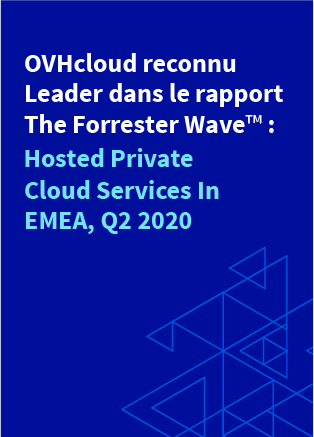 OVHcloud reconnu
Leader dans le rapport
The Forrester Wave™ :
Hosted Private
Cloud Services In
EMEA, Q2 2020